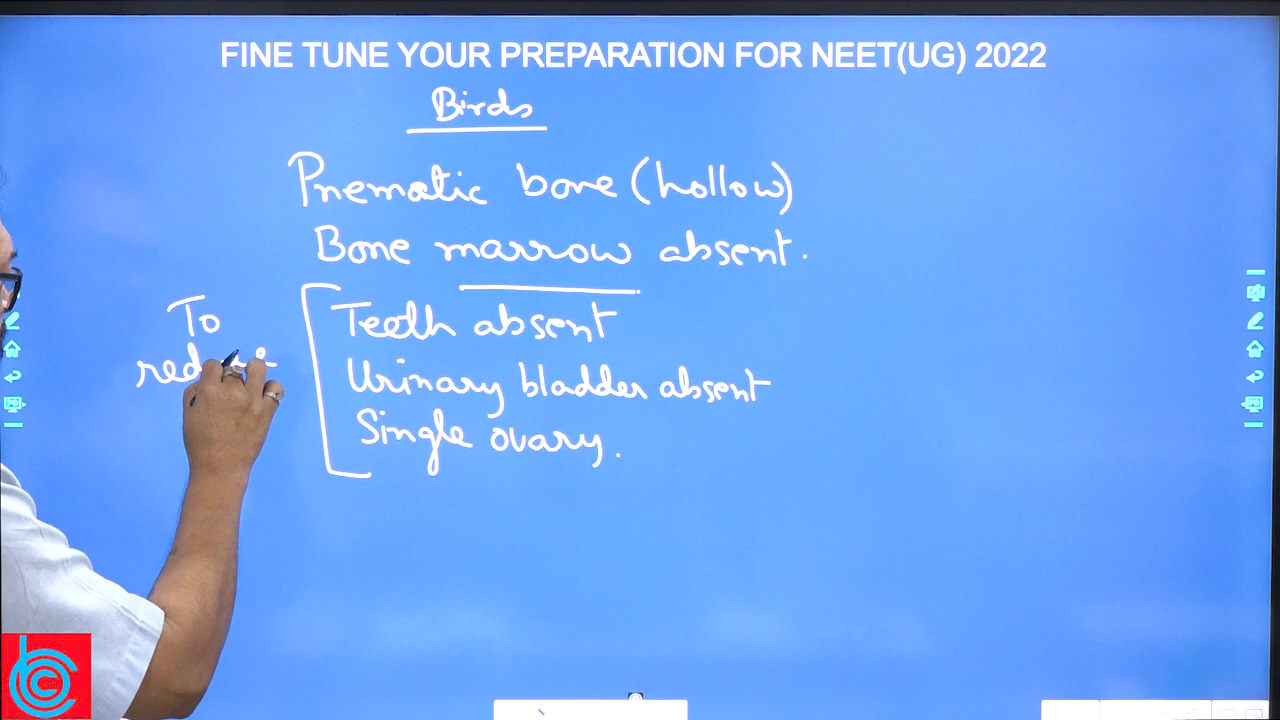 FINE TUNE YOUR PREPARATION FOR NEET(UG) 2022
Birds
Pnematic bone (hollow)
Bone marrow absent.
Teeth absent
To
Urinary bladder absent
Single ovary.